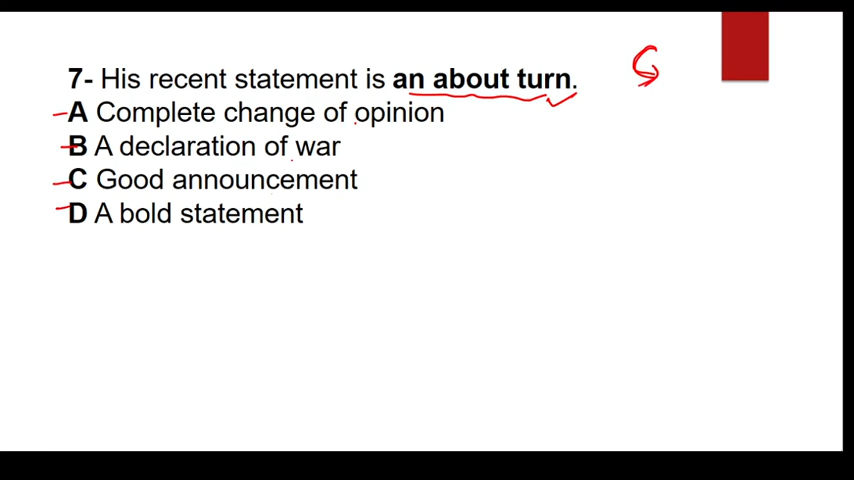 7- His recent statement is an about turn.
A Complete change of opinion
B A declaration of war
C Good announcement
D A bold statement